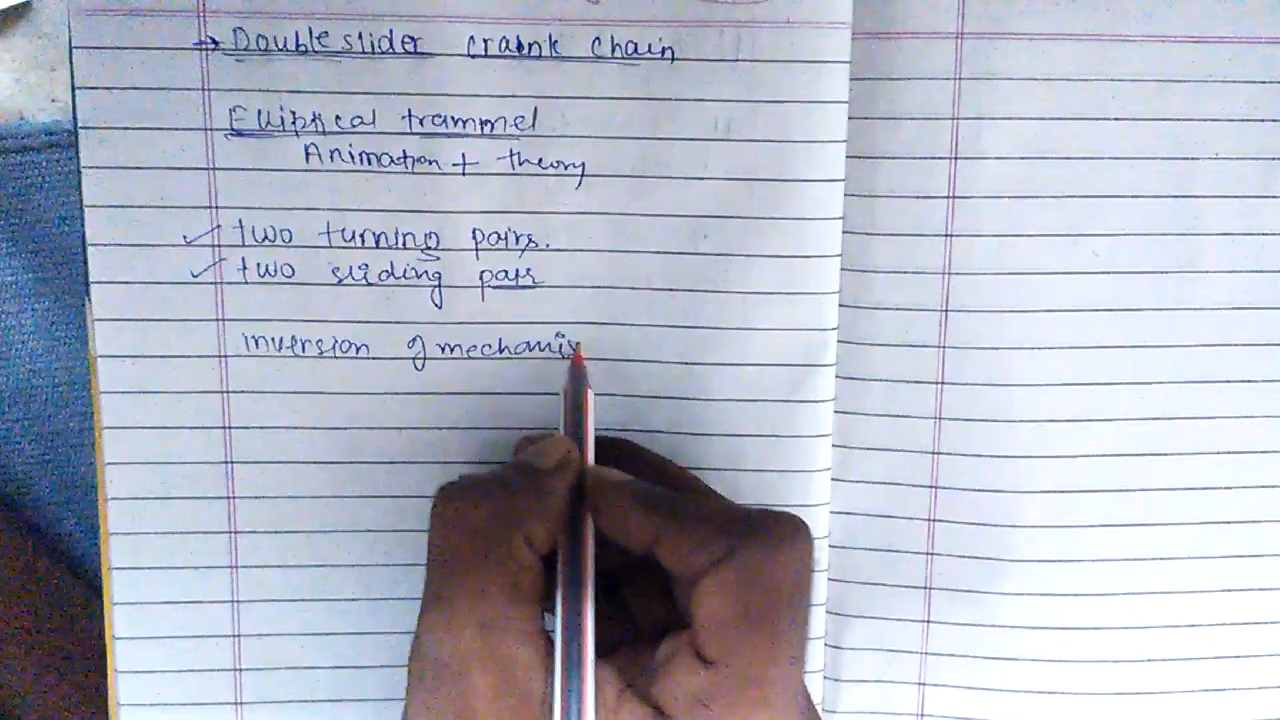 → Double slider crank chain
Elliptical trammel
Animation + theory
✓ two turning pairs.
✓ two sliding pair
inversion of mechanis